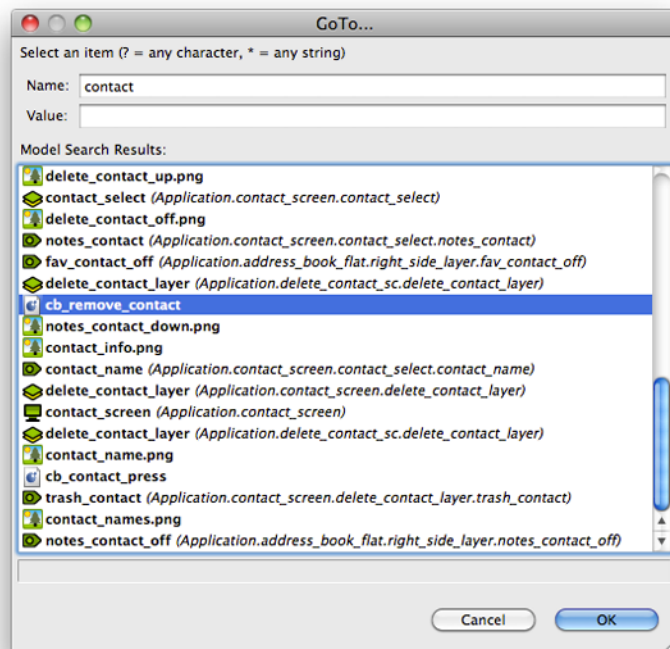 GoTo...
Select an item (? = any character, * = any string)
Name: contact
Value:
Model Search Results:
delete_contact_up.png
contact_select (Application.contact_screen.contact_select)
delete_contact_off.png
notes_contact (Application.contact_screen.contact_select.notes_contact)
fav_contact_off (Application.address_book_flat.right_side_layer.fav_contact_off)
delete_contact_layer (Application.delete_contact_sc.delete_contact_layer)
cb_remove_contact
notes_contact_down.png
contact_info.png
contact_name (Application.contact_screen.contact_select.contact_name)
delete_contact_layer (Application.contact_screen.delete_contact_layer)
contact_screen (Application.contact_screen)
delete_contact_layer (Application.delete_contact_sc.delete_contact_layer)
contact_name.png
cb_contact_press
trash_contact (Application.contact_screen.delete_contact_layer.trash_contact)
contact_names.png
notes_contact_off (Application.address_book_flat.right_side_layer.notes_contact_off)
Cancel OK